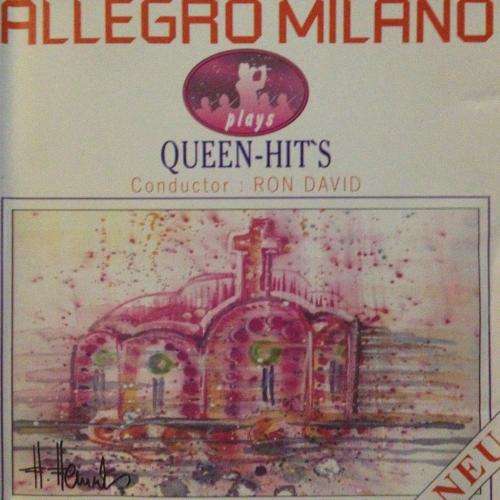 ALLEGRO MILANO
plays
QUEEN-HIT`S
Conductor : RON DAVID
NEU